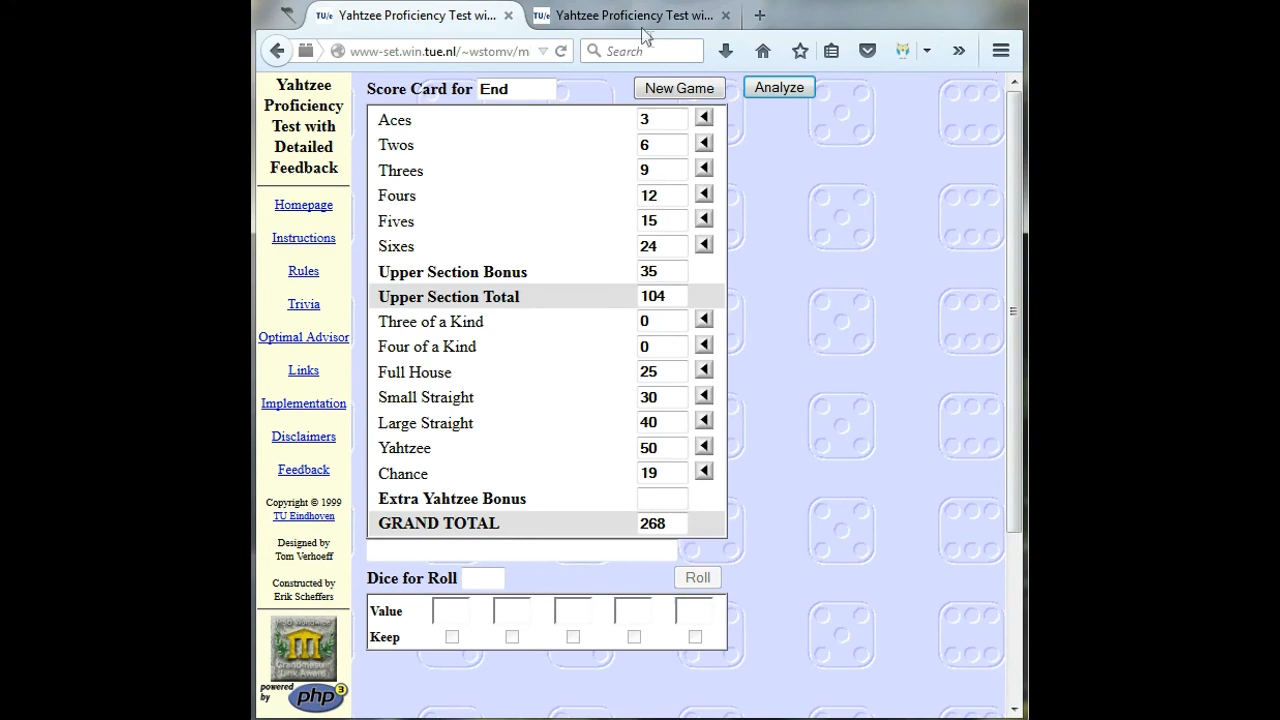 TU/e Yahtzee Proficiency Test wi... TU/e Yahtzee Proficiency Test wi...
www-set.win.tue.nl/~wstomv/m Search
Yahtzee
Proficiency
Test with
Detailed
Feedback
Homepage
Instructions
Rules
Trivia
Optimal Advisor
Links
Implementation
Disclaimers
Feedback
Copyright © 1999
TU Eindhoven
Designed by
Tom Verhoeff
Constructed by
Erik Scheffers
powered
by
php 3
Score Card for End New Game Analyze
Aces 3
Twos 6
Threes 9
Fours 12
Fives 15
Sixes 24
Upper Section Bonus 35
Upper Section Total 104
Three of a Kind 0
Four of a Kind 0
Full House 25
Small Straight 30
Large Straight 40
Yahtzee 50
Chance 19
Extra Yahtzee Bonus
GRAND TOTAL 268
Dice for Roll Roll
Value
Keep